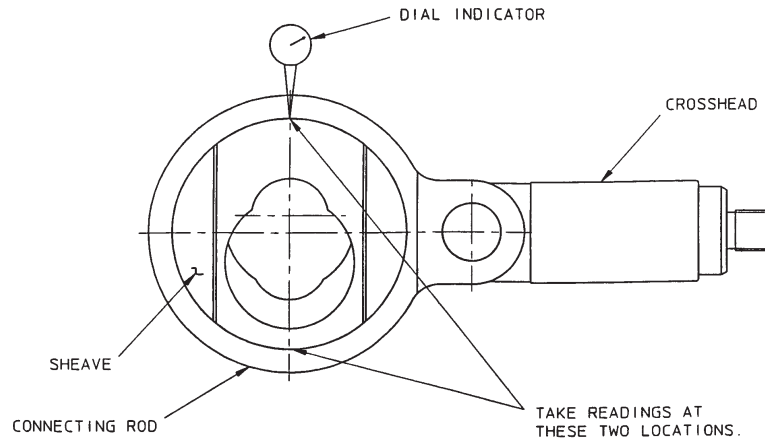 DIAL INDICATOR
CROSSHEAD
SHEAVE
CONNECTING ROD
TAKE READINGS AT
THESE TWO LOCATIONS.